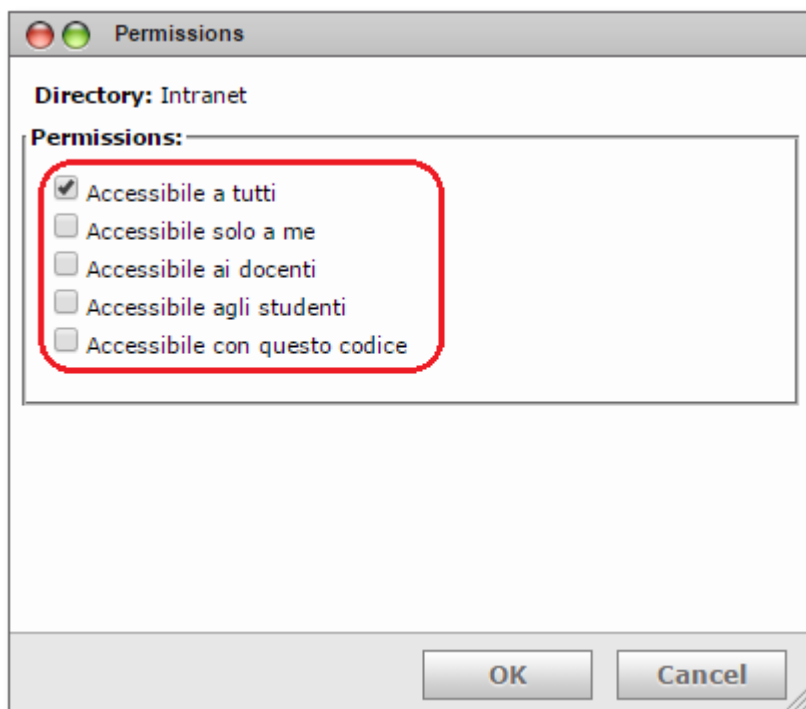 Permissions
Directory: Intranet
Permissions:
Accessibile a tutti
Accessibile solo a me
Accessibile ai docenti
Accessibile agli studenti
Accessibile con questo codice
OK Cancel